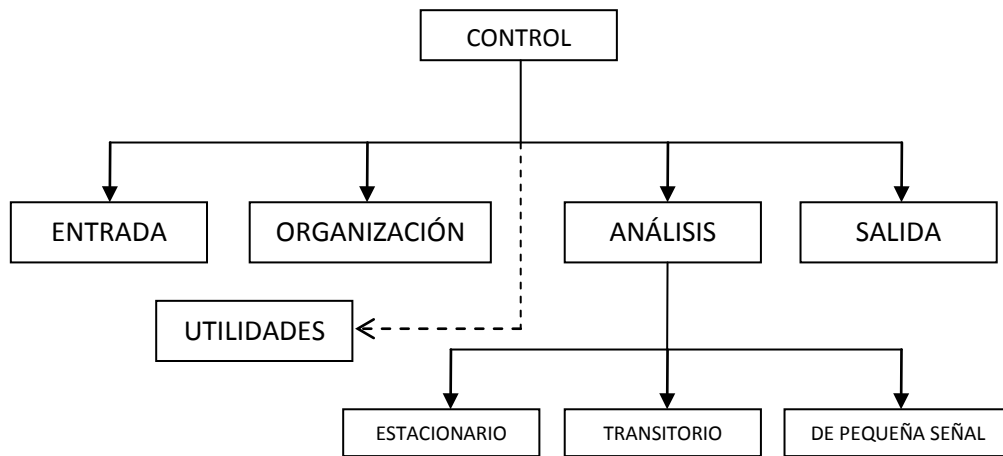 CONTROL
ENTRADA
ORGANIZACIÓN
ANÁLISIS
SALIDA
UTILIDADES
ESTACIONARIO
TRANSITORIO
DE PEQUEÑA SEÑAL